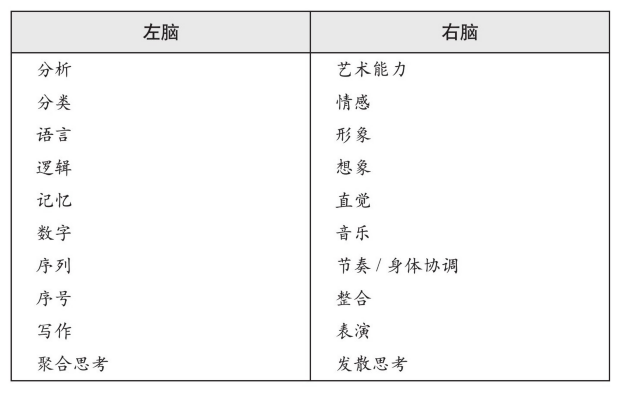 左脑 右脑
分析 艺术能力
分类 情感
语言 形象
逻辑 想象
记忆 直觉
数字 音乐
序列 节奏/身体协调
序号 整合
写作 表演
聚合思考 发散思考